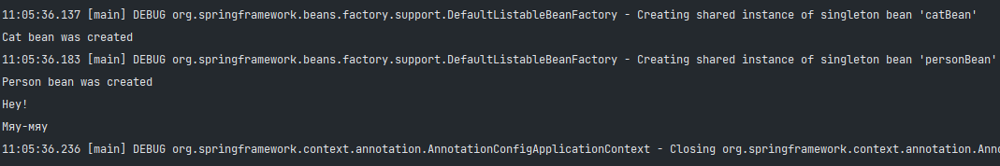 11:05:36.137 [main] DEBUG org.springframework.beans.factory.support.DefaultListableBeanFactory - Creating shared instance of singleton bean 'catBean'
Cat bean was created
11:05:36.183 [main] DEBUG org.springframework.beans.factory.support.DefaultListableBeanFactory - Creating shared instance of singleton bean 'personBean'
Person bean was created
Hey!
Мяу-мяу
11:05:36.236 [main] DEBUG org.springframework.context.annotation.AnnotationConfigApplicationContext - Closing org.springframework.context.annotation.Anno